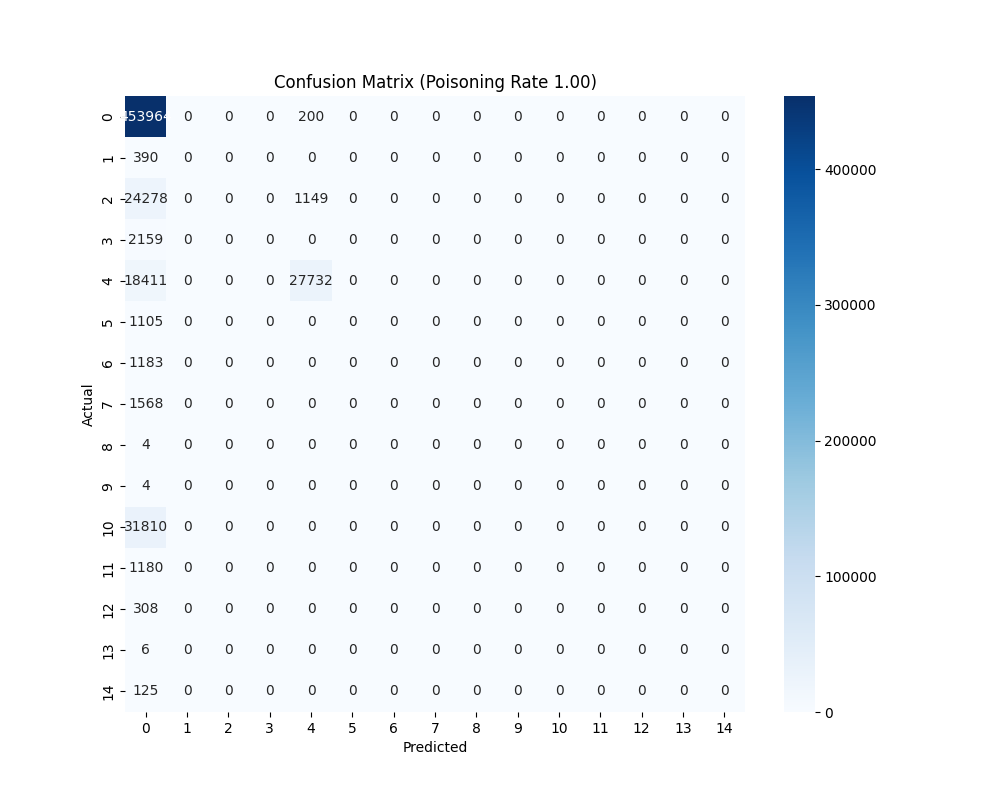 Confusion Matrix (Poisoning Rate 1.00)
0 453964 0 0 0 200 0 0 0 0 0 0 0 0 0 0
1 390 0 0 0 0 0 0 0 0 0 0 0 0 0 0
2 24278 0 0 0 1149 0 0 0 0 0 0 0 0 0 0
3 2159 0 0 0 0 0 0 0 0 0 0 0 0 0 0
4 18411 0 0 0 27732 0 0 0 0 0 0 0 0 0 0
5 1105 0 0 0 0 0 0 0 0 0 0 0 0 0 0
6 1183 0 0 0 0 0 0 0 0 0 0 0 0 0 0
7 1568 0 0 0 0 0 0 0 0 0 0 0 0 0 0
8 4 0 0 0 0 0 0 0 0 0 0 0 0 0 0
9 4 0 0 0 0 0 0 0 0 0 0 0 0 0 0
10 31810 0 0 0 0 0 0 0 0 0 0 0 0 0 0
11 1180 0 0 0 0 0 0 0 0 0 0 0 0 0 0
12 308 0 0 0 0 0 0 0 0 0 0 0 0 0 0
13 6 0 0 0 0 0 0 0 0 0 0 0 0 0 0
14 125 0 0 0 0 0 0 0 0 0 0 0 0 0 0
0 1 2 3 4 5 6 7 8 9 10 11 12 13 14
Predicted
Actual
400000
300000
200000
100000
0